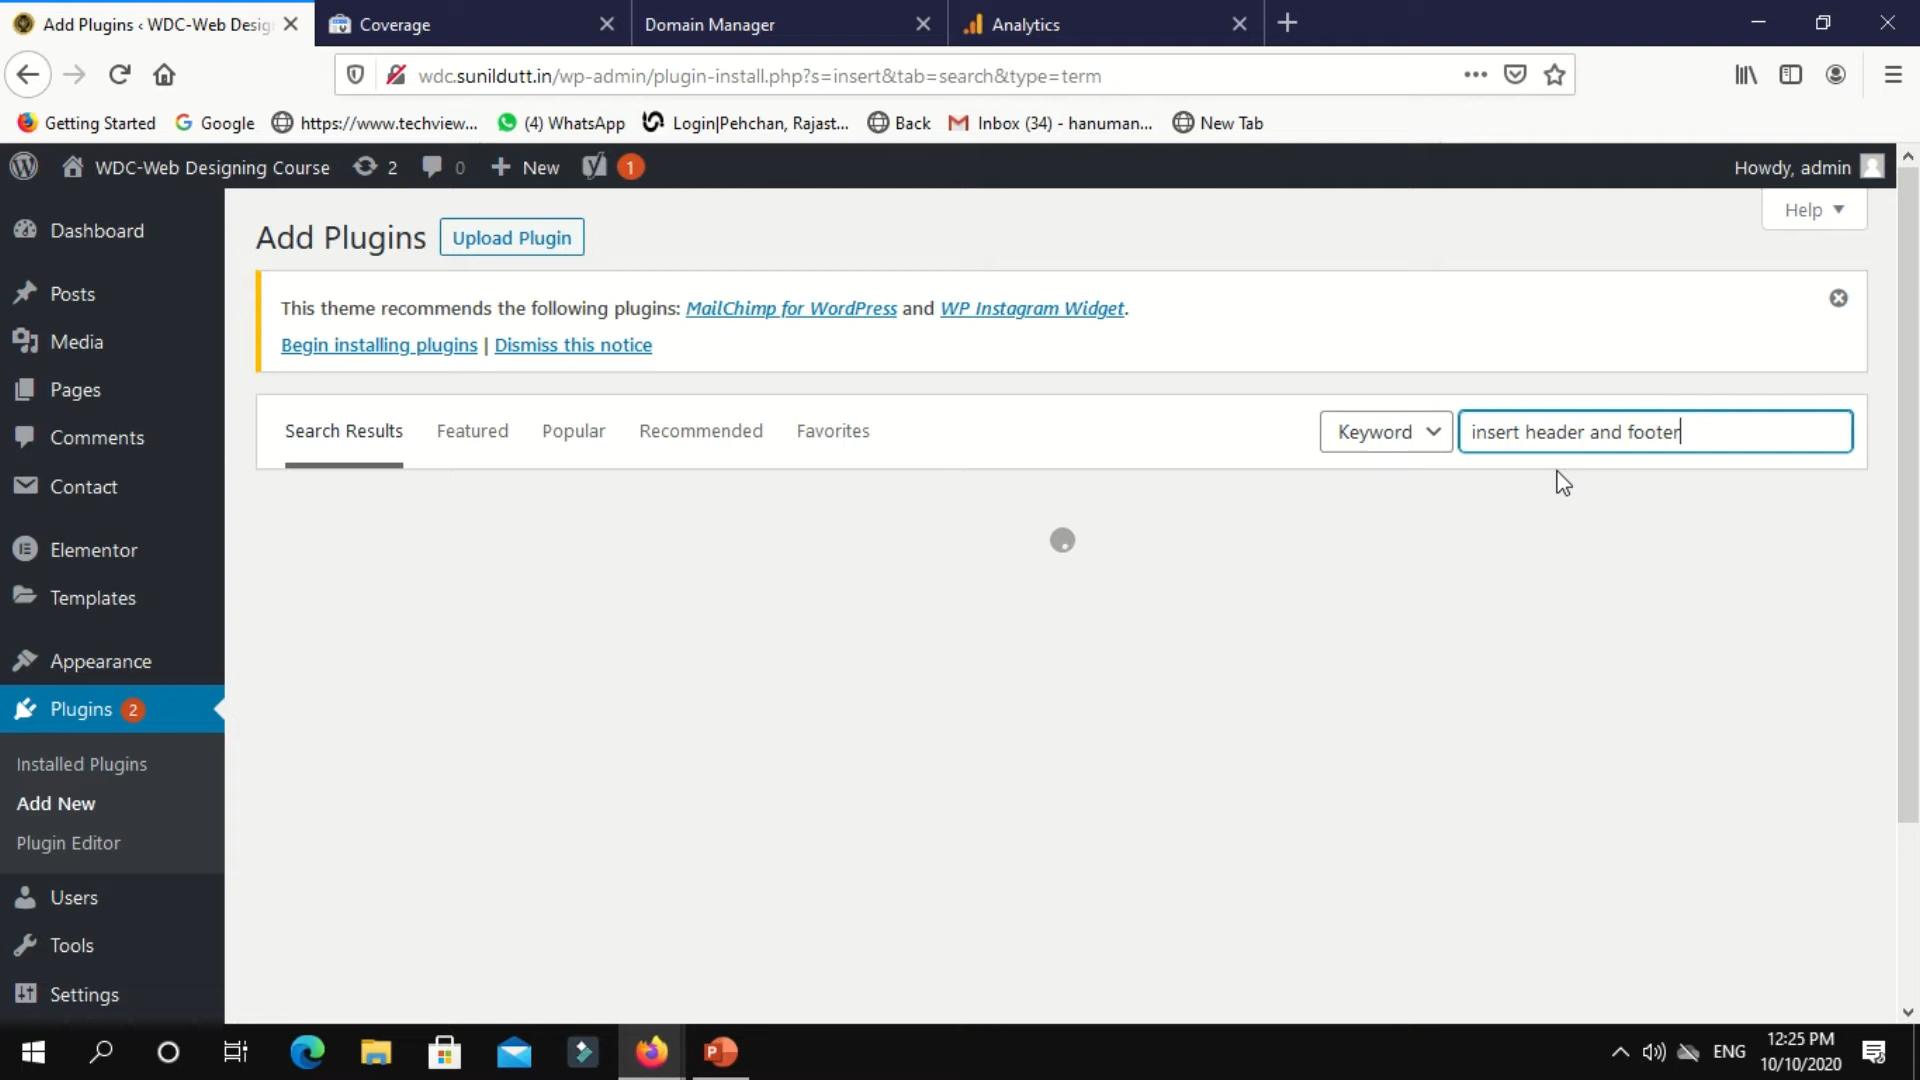 Add Plugins ‹ WDC-Web Desig
Coverage
Domain Manager
Analytics
wdc.sunildutt.in/wp-admin/plugin-install.php?s=insert&tab=search&type=term
Getting Started
Google
https://www.techview...
(4) WhatsApp
Login|Pehchan, Rajast...
Back
Inbox (34) - hanuman...
New Tab
WDC-Web Designing Course
2
0
New
1
Howdy, admin
Help
Dashboard
Posts
Media
Pages
Comments
Contact
Elementor
Templates
Appearance
Plugins 2
Installed Plugins
Add New
Plugin Editor
Users
Tools
Settings
Add Plugins
Upload Plugin
This theme recommends the following plugins: MailChimp for WordPress and WP Instagram Widget.
Begin installing plugins | Dismiss this notice
Search Results
Featured
Popular
Recommended
Favorites
Keyword
insert header and footer
ENG
12:25 PM
10/10/2020